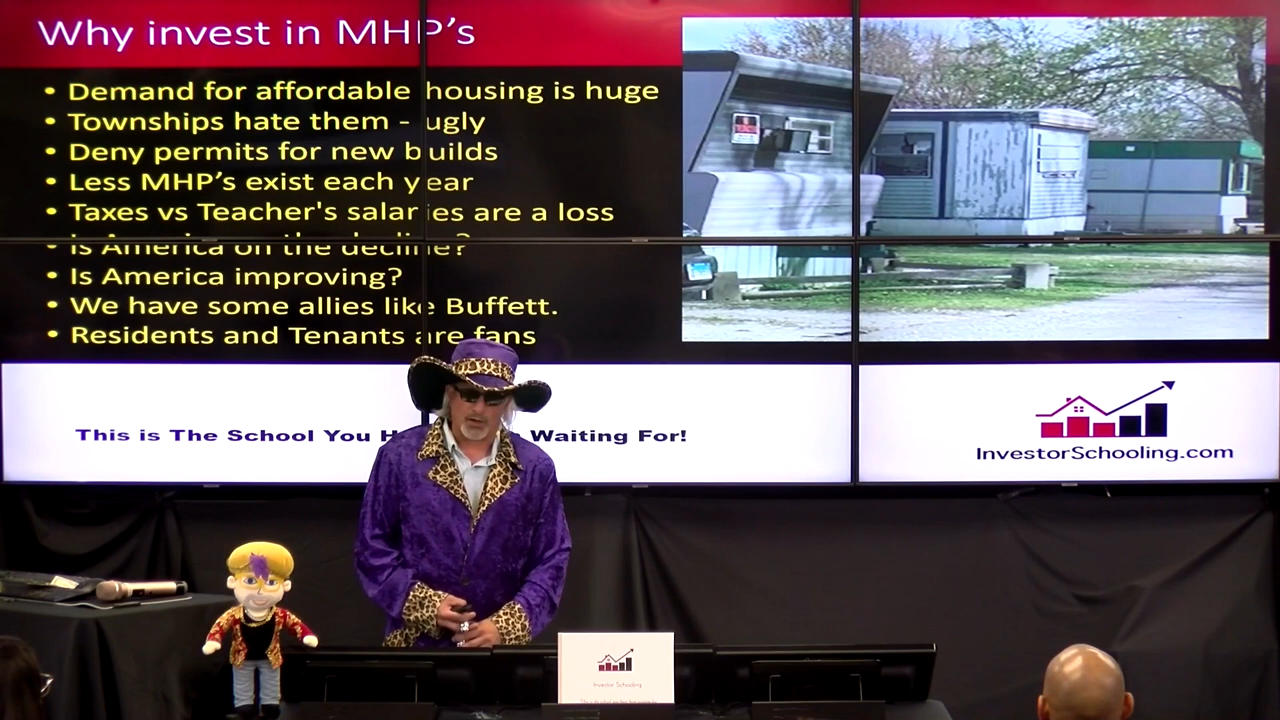 Why invest in MHP's
• Demand for affordable housing is huge
• Townships hate them - ugly
• Deny permits for new builds
• Less MHP's exist each year
• Taxes vs Teacher's salaries are a loss
• Is America on the decline?
• Is America improving?
• We have some allies like Buffett.
• Residents and Tenants are fans
This is The School You H Waiting For!
InvestorSchooling.com
Investor Schooling